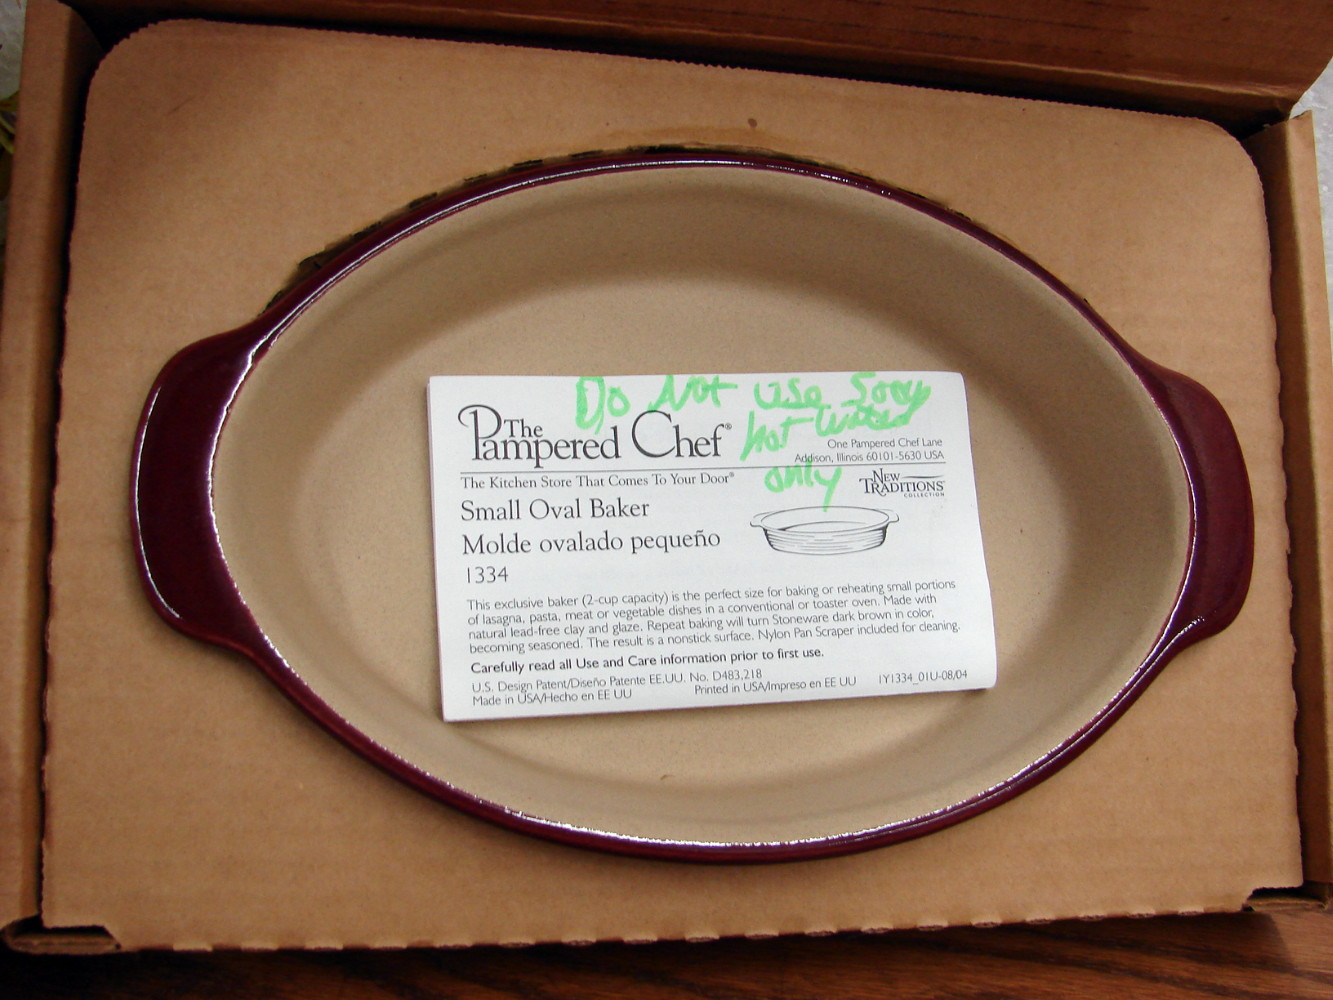 Do Not Use Soap
hot water
only
The
Pampered Chef®
One Pampered Chef Lane
Addison, Illinois 60101-5630 USA
The Kitchen Store That Comes To Your Door®
NEW
TRADITIONS
COLLECTION
Small Oval Baker
Molde ovalado pequeño
1334
This exclusive baker (2-cup capacity) is the perfect size for baking or reheating small portions
of lasagna, pasta, meat or vegetable dishes in a conventional or toaster oven. Made with
natural lead-free clay and glaze. Repeat baking will turn Stoneware dark brown in color,
becoming seasoned. The result is a nonstick surface. Nylon Pan Scraper included for cleaning.
Carefully read all Use and Care information prior to first use.
U.S. Design Patent/Diseño Patente EE.UU. No. D483,218
Made in USA/Hecho en EE UU
Printed in USA/Impreso en EE UU
IY1334_01U-08/04